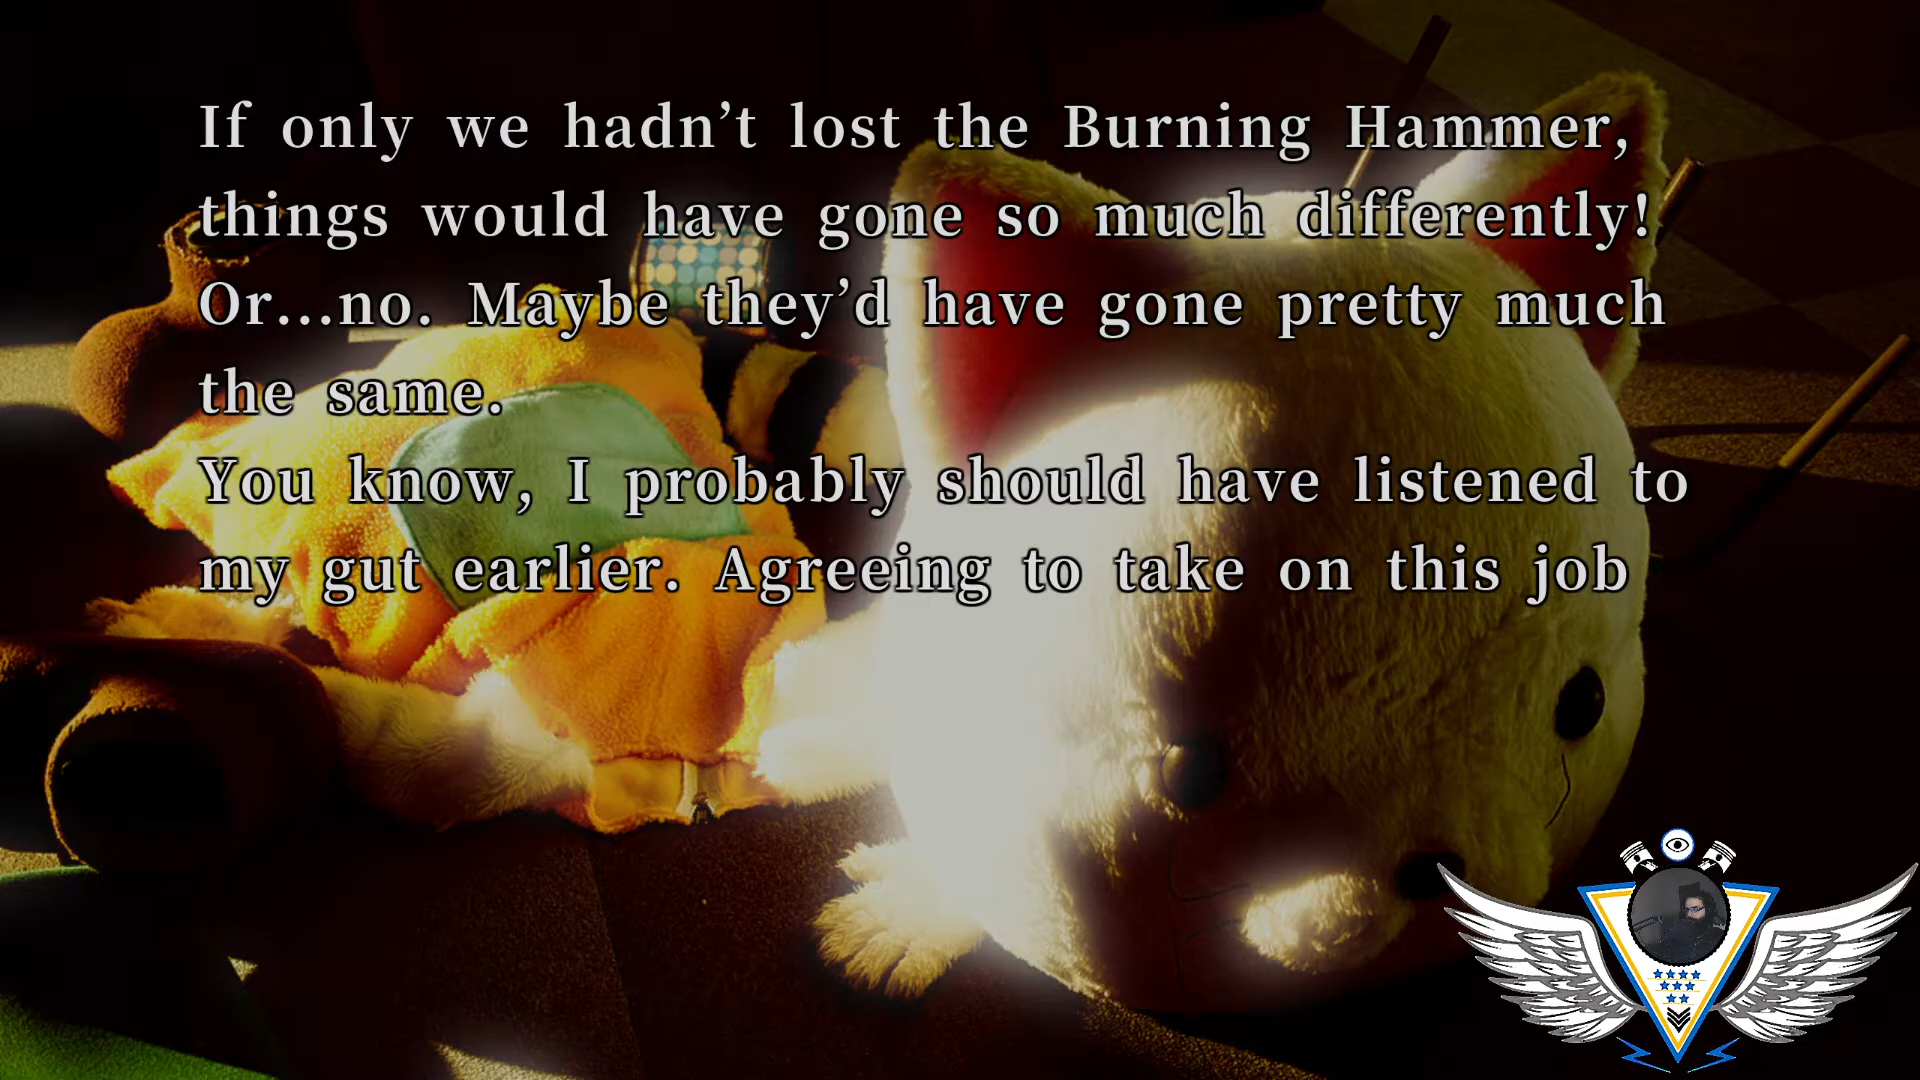 If only we hadn’t lost the Burning Hammer,
things would have gone so much differently!
Or...no. Maybe they’d have gone pretty much
the same.
You know, I probably should have listened to
my gut earlier. Agreeing to take on this job